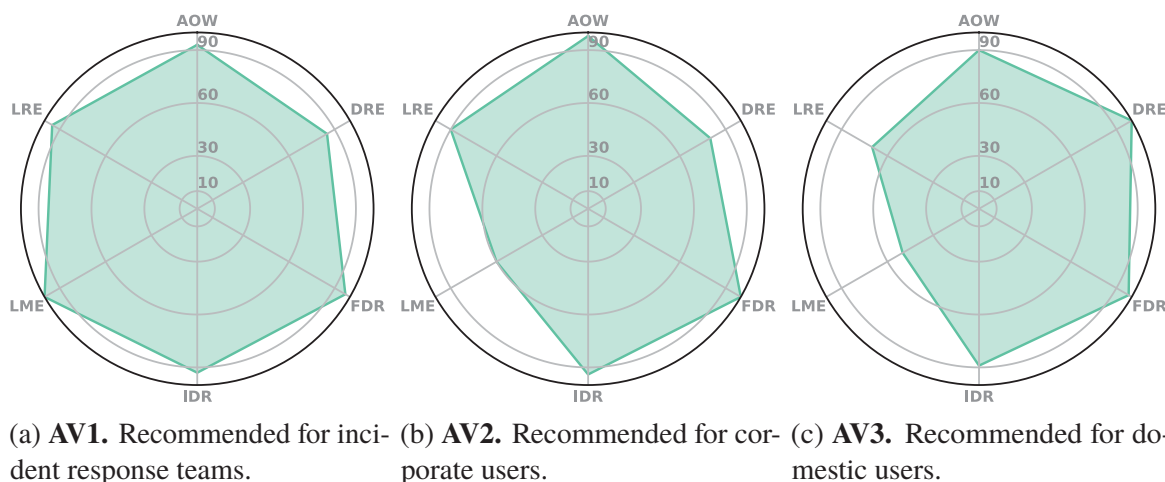 AOW
90
60
30
10
LRE
DRE
LME
FDR
IDR
AOW
90
60
30
10
LRE
DRE
LME
FDR
IDR
AOW
90
60
30
10
LRE
DRE
LME
FDR
IDR
(a) AV1. Recommended for inci-
dent response teams.
(b) AV2. Recommended for cor-
porate users.
(c) AV3. Recommended for do-
mestic users.